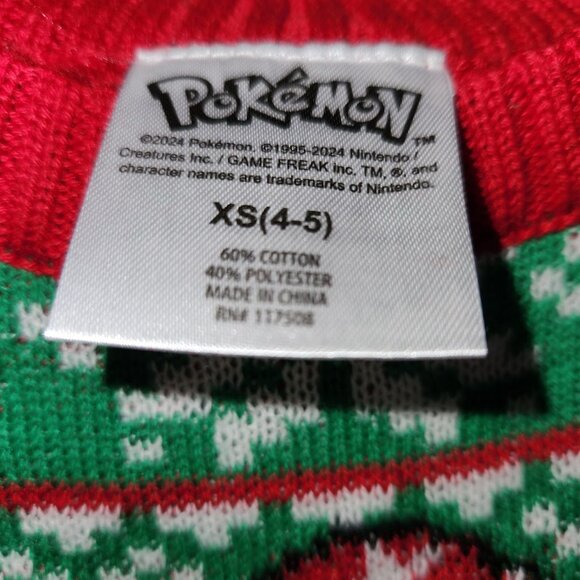 POKéMON™
©2024 Pokémon. ©1995-2024 Nintendo /
Creatures Inc. / GAME FREAK inc. TM, ®, and
character names are trademarks of Nintendo.
XS(4-5)
60% COTTON
40% POLYESTER
MADE IN CHINA
RN# 117508